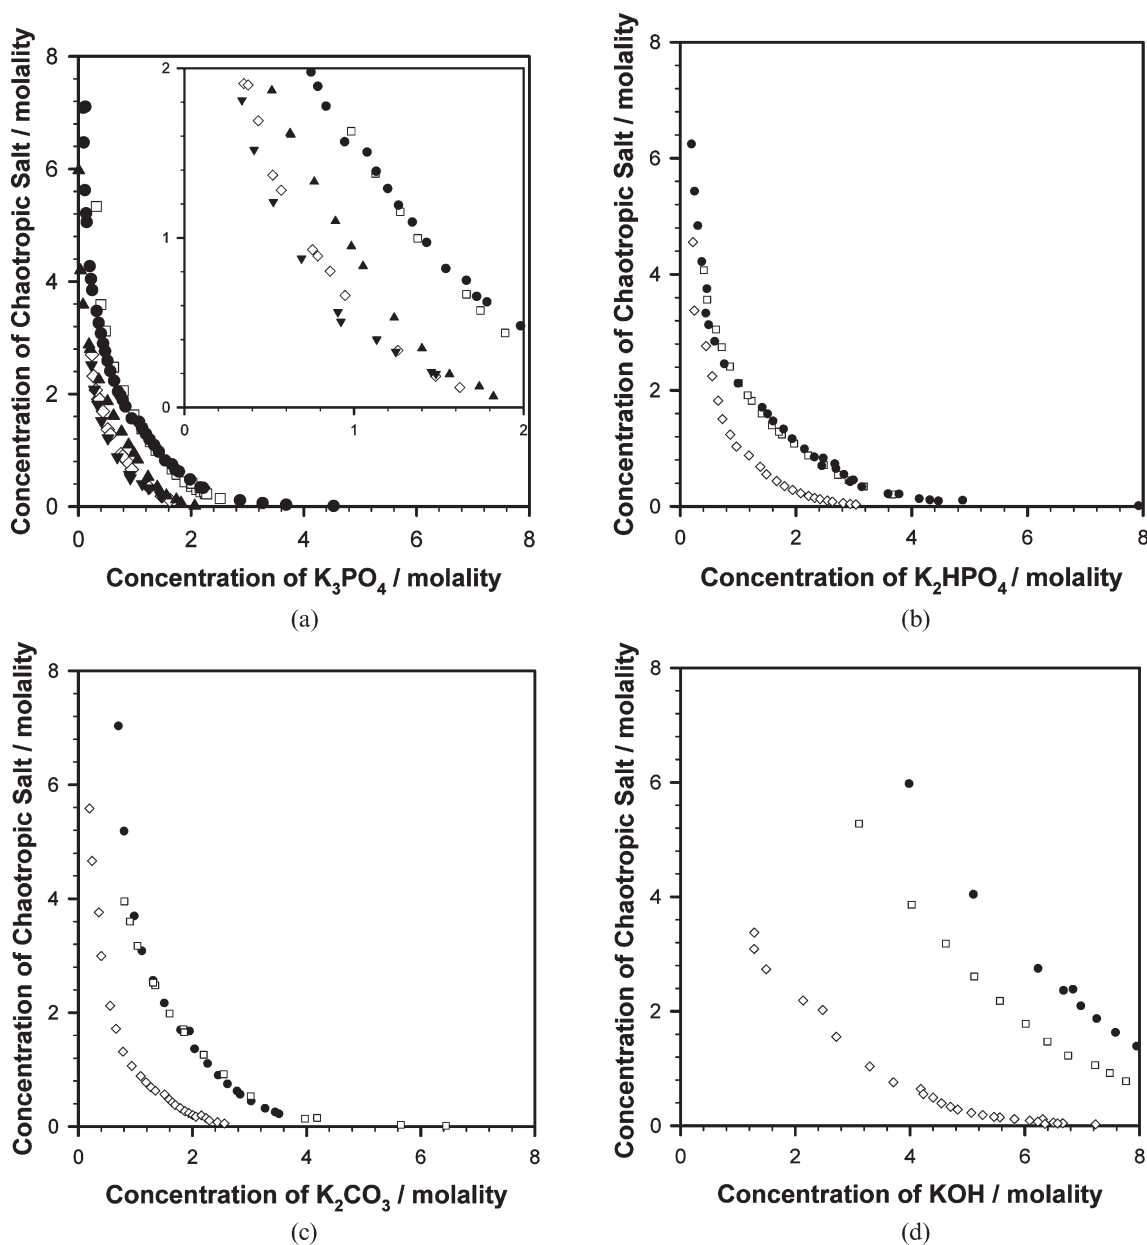 Concentration of Chaotropic Salt / molality
8
6
4
2
0
0 2 4 6 8
2
1
0
0 1 2
Concentration of K₃PO₄ / molality
(a)
Concentration of Chaotropic Salt / molality
8
6
4
2
0
0 2 4 6 8
Concentration of K₂HPO₄ / molality
(b)
Concentration of Chaotropic Salt / molality
8
6
4
2
0
0 2 4 6 8
Concentration of K₂CO₃ / molality
(c)
Concentration of Chaotropic Salt / molality
8
6
4
2
0
0 2 4 6 8
Concentration of KOH / molality
(d)